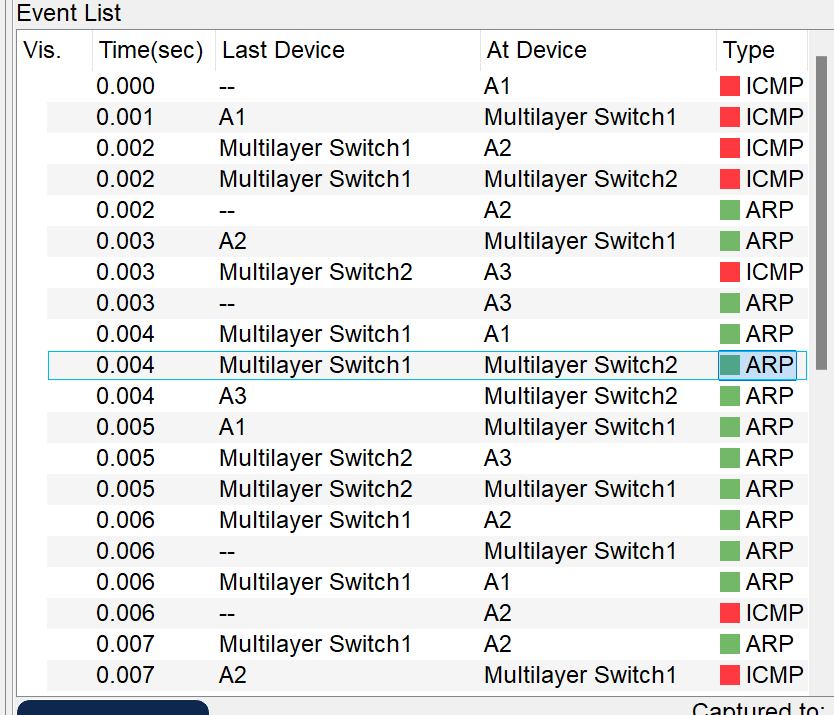 Event List
Vis. Time(sec) Last Device At Device Type
0.000 -- A1 ICMP
0.001 A1 Multilayer Switch1 ICMP
0.002 Multilayer Switch1 A2 ICMP
0.002 Multilayer Switch1 Multilayer Switch2 ICMP
0.002 -- A2 ARP
0.003 A2 Multilayer Switch1 ARP
0.003 Multilayer Switch2 A3 ICMP
0.003 -- A3 ARP
0.004 Multilayer Switch1 A1 ARP
0.004 Multilayer Switch1 Multilayer Switch2 ARP
0.004 A3 Multilayer Switch2 ARP
0.005 A1 Multilayer Switch1 ARP
0.005 Multilayer Switch2 A3 ARP
0.005 Multilayer Switch2 Multilayer Switch1 ARP
0.006 Multilayer Switch1 A2 ARP
0.006 -- Multilayer Switch1 ARP
0.006 Multilayer Switch1 A1 ARP
0.006 -- A2 ICMP
0.007 Multilayer Switch1 A2 ARP
0.007 A2 Multilayer Switch1 ICMP
Captured to: